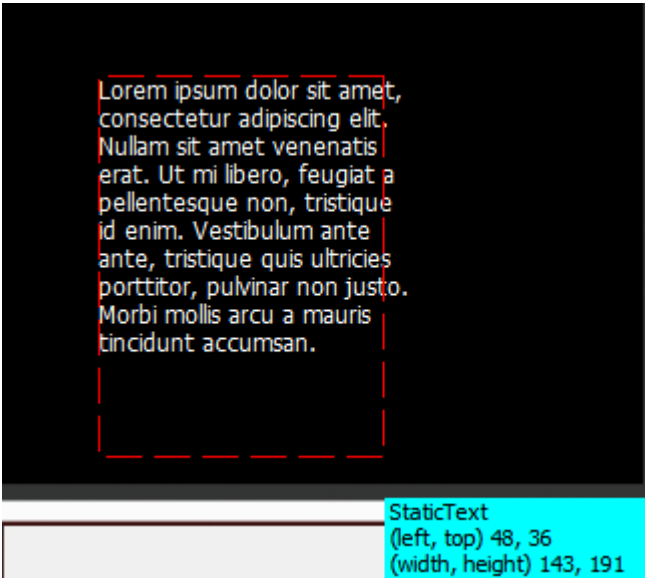 Lorem ipsum dolor sit amet,
consectetur adipiscing elit.
Nullam sit amet venenatis
erat. Ut mi libero, feugiat a
pellentesque non, tristique
id enim. Vestibulum ante
ante, tristique quis ultricies
porttitor, pulvinar non justo.
Morbi mollis arcu a mauris
tincidunt accumsan.
StaticText
(left, top) 48, 36
(width, height) 143, 191